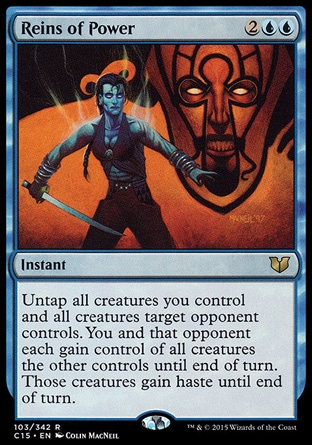 Reins of Power 2
Instant
Untap all creatures you control
and all creatures target opponent
controls. You and that opponent
each gain control of all creatures
the other controls until end of turn.
Those creatures gain haste until
end of turn.
103/342 R
C15 • EN Colin MacNeil
™ & © 2015 Wizards of the Coast